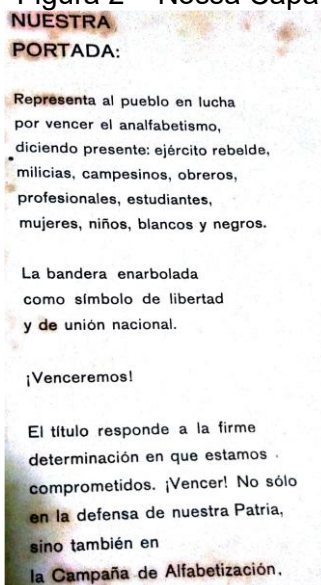 Figura 2 – Nossa Capa
NUESTRA
PORTADA:
Representa al pueblo en lucha
por vencer el analfabetismo,
diciendo presente: ejército rebelde,
milicias, campesinos, obreros,
profesionales, estudiantes,
mujeres, niños, blancos y negros.
La bandera enarbolada
como símbolo de libertad
y de unión nacional.
¡Venceremos!
El título responde a la firme
determinación en que estamos
comprometidos. ¡Vencer! No sólo
en la defensa de nuestra Patria,
sino también en
la Campaña de Alfabetización.